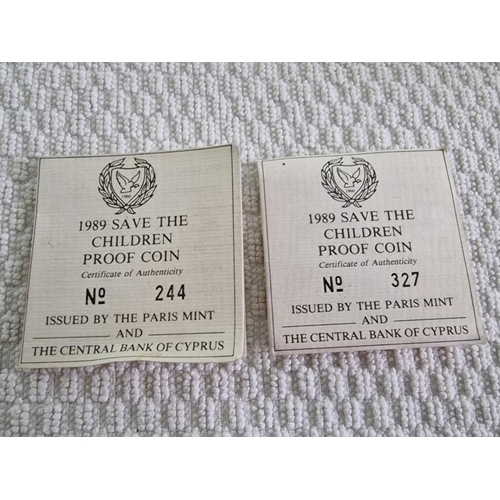 1989 SAVE THE
CHILDREN
PROOF COIN
Certificate of Authenticity
№ 244
ISSUED BY THE PARIS MINT
AND
THE CENTRAL BANK OF CYPRUS
1989 SAVE THE
CHILDREN
PROOF COIN
Certificate of Authenticity
№ 327
ISSUED BY THE PARIS MINT
AND
THE CENTRAL BANK OF CYPRUS